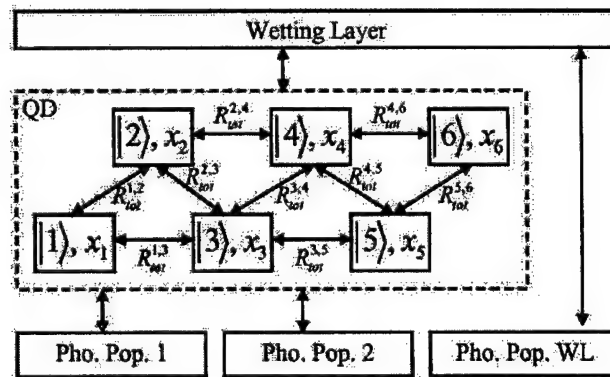 Wetting Layer
QD
|2⟩, x₂ R_tot^{2,4} |4⟩, x₄ R_tot^{4,6} |6⟩, x₆
R_tot^{1,2} R_tot^{2,3} R_tot^{3,4} R_tot^{4,5} R_tot^{5,6}
|1⟩, x₁ R_tot^{1,3} |3⟩, x₃ R_tot^{3,5} |5⟩, x₅
Pho. Pop. 1 Pho. Pop. 2 Pho. Pop. WL